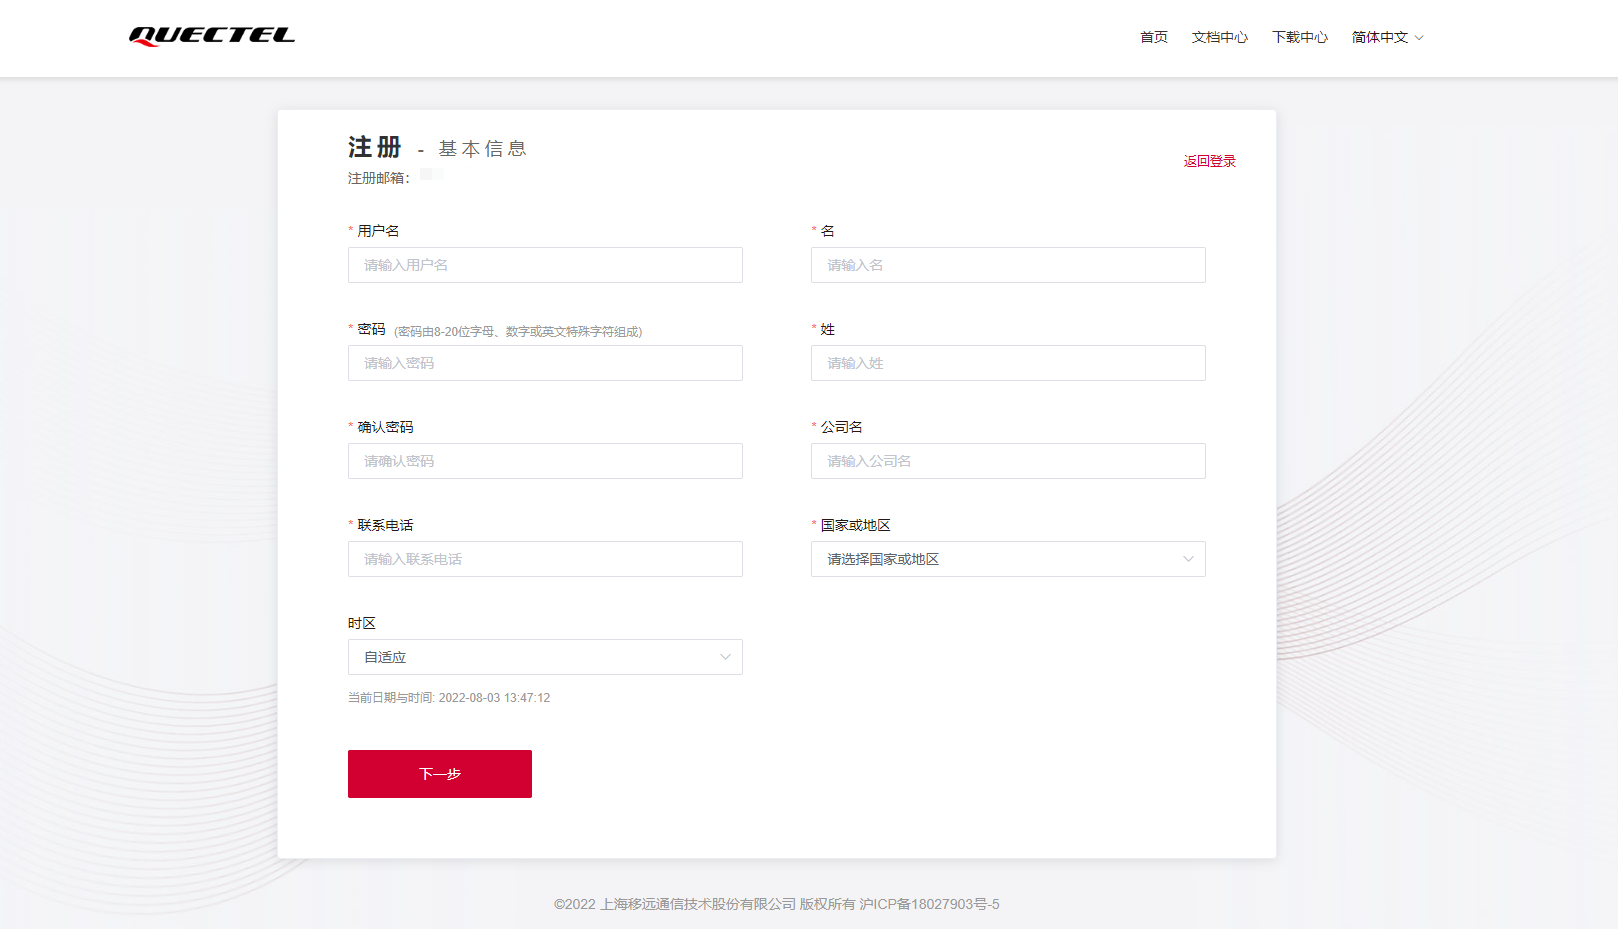 QUECTEL
首页 文档中心 下载中心 简体中文
注册 - 基本信息
返回登录
注册邮箱：
* 用户名
* 名
请输入用户名
请输入名
* 密码 (密码由8-20位字母、数字或英文特殊字符组成)
* 姓
请输入密码
请输入姓
* 确认密码
* 公司名
请确认密码
请输入公司名
* 联系电话
* 国家或地区
请输入联系电话
请选择国家或地区
时区
自适应
当前日期与时间: 2022-08-03 13:47:12
下一步
©2022 上海移远通信技术股份有限公司 版权所有 沪ICP备18027903号-5